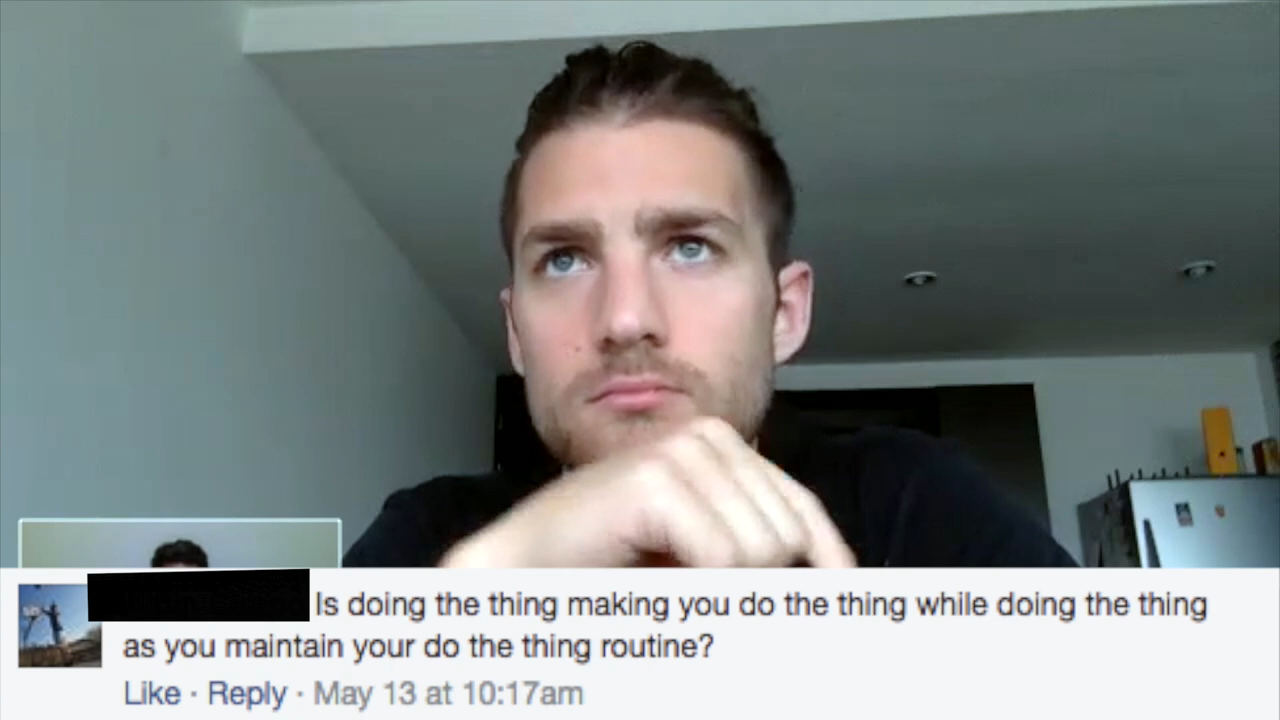 Is doing the thing making you do the thing while doing the thing
as you maintain your do the thing routine?
Like · Reply · May 13 at 10:17am